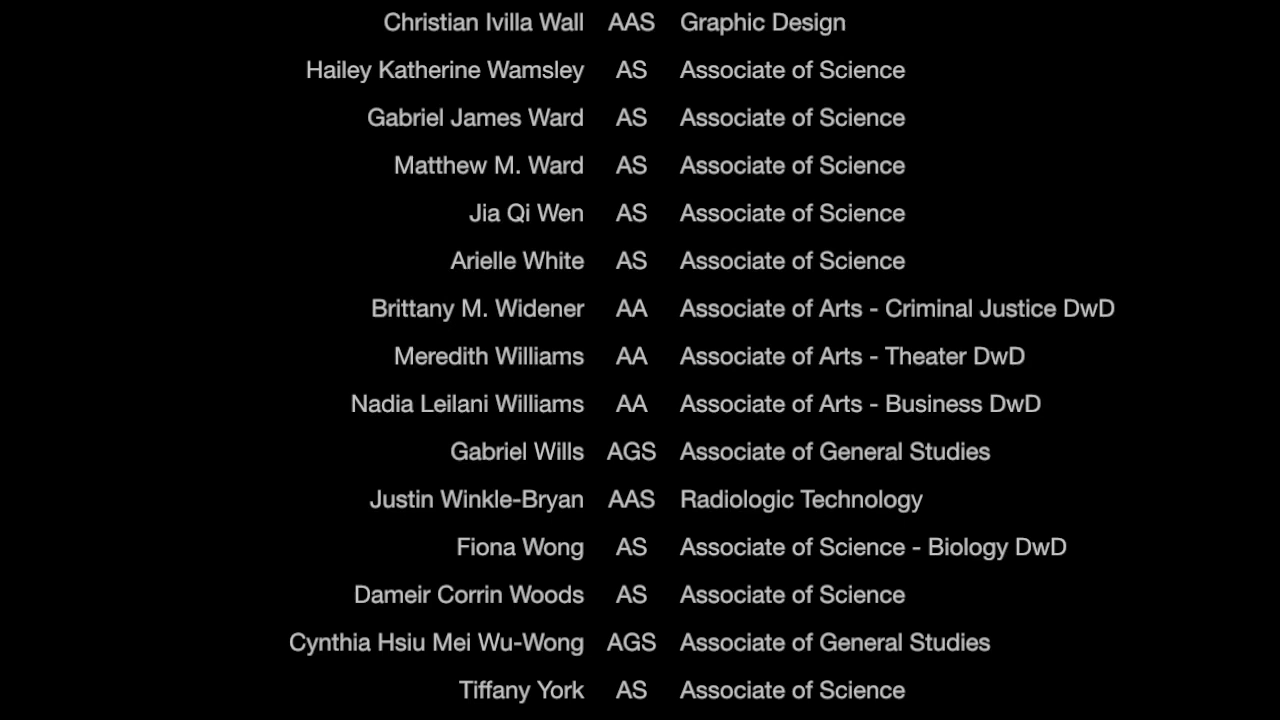 Christian Ivilla Wall AAS Graphic Design
Hailey Katherine Wamsley AS Associate of Science
Gabriel James Ward AS Associate of Science
Matthew M. Ward AS Associate of Science
Jia Qi Wen AS Associate of Science
Arielle White AS Associate of Science
Brittany M. Widener AA Associate of Arts - Criminal Justice DwD
Meredith Williams AA Associate of Arts - Theater DwD
Nadia Leilani Williams AA Associate of Arts - Business DwD
Gabriel Wills AGS Associate of General Studies
Justin Winkle-Bryan AAS Radiologic Technology
Fiona Wong AS Associate of Science - Biology DwD
Dameir Corrin Woods AS Associate of Science
Cynthia Hsiu Mei Wu-Wong AGS Associate of General Studies
Tiffany York AS Associate of Science